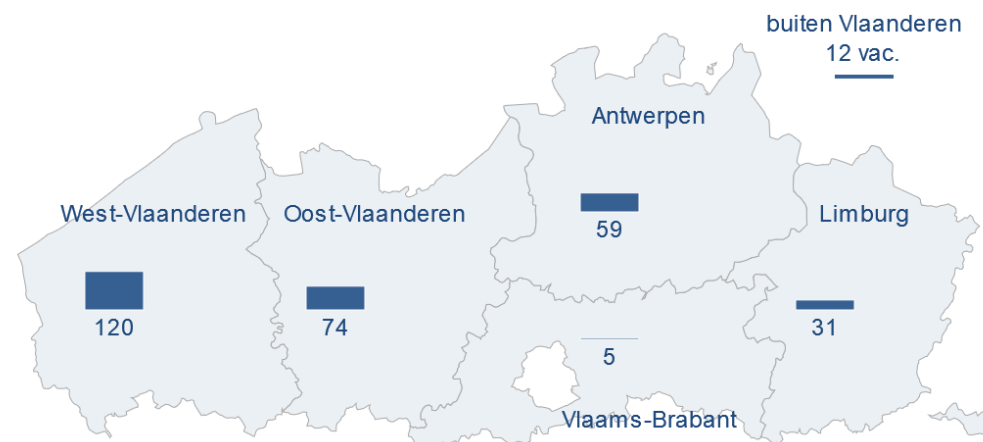 buiten Vlaanderen
12 vac.
Antwerpen
59
West-Vlaanderen
120
Oost-Vlaanderen
74
Limburg
31
5
Vlaams-Brabant